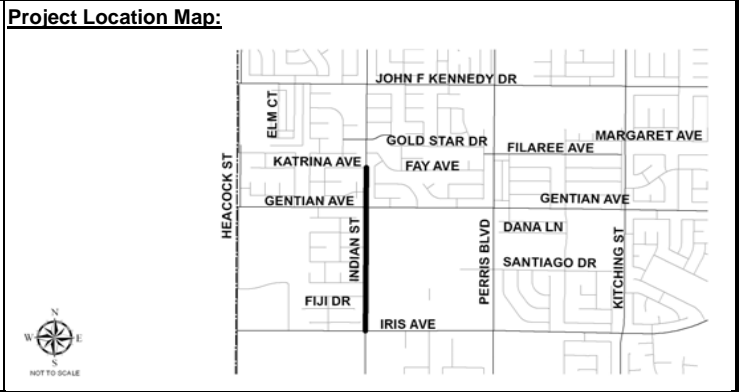 Project Location Map:
JOHN F KENNEDY DR
ELM CT
GOLD STAR DR
MARGARET AVE
FILAREE AVE
KATRINA AVE
FAY AVE
HEACOCK ST
GENTIAN AVE
GENTIAN AVE
INDIAN ST
PERRIS BLVD
DANA LN
KITCHING ST
SANTIAGO DR
FIJI DR
IRIS AVE
N
W E
S
NOT TO SCALE